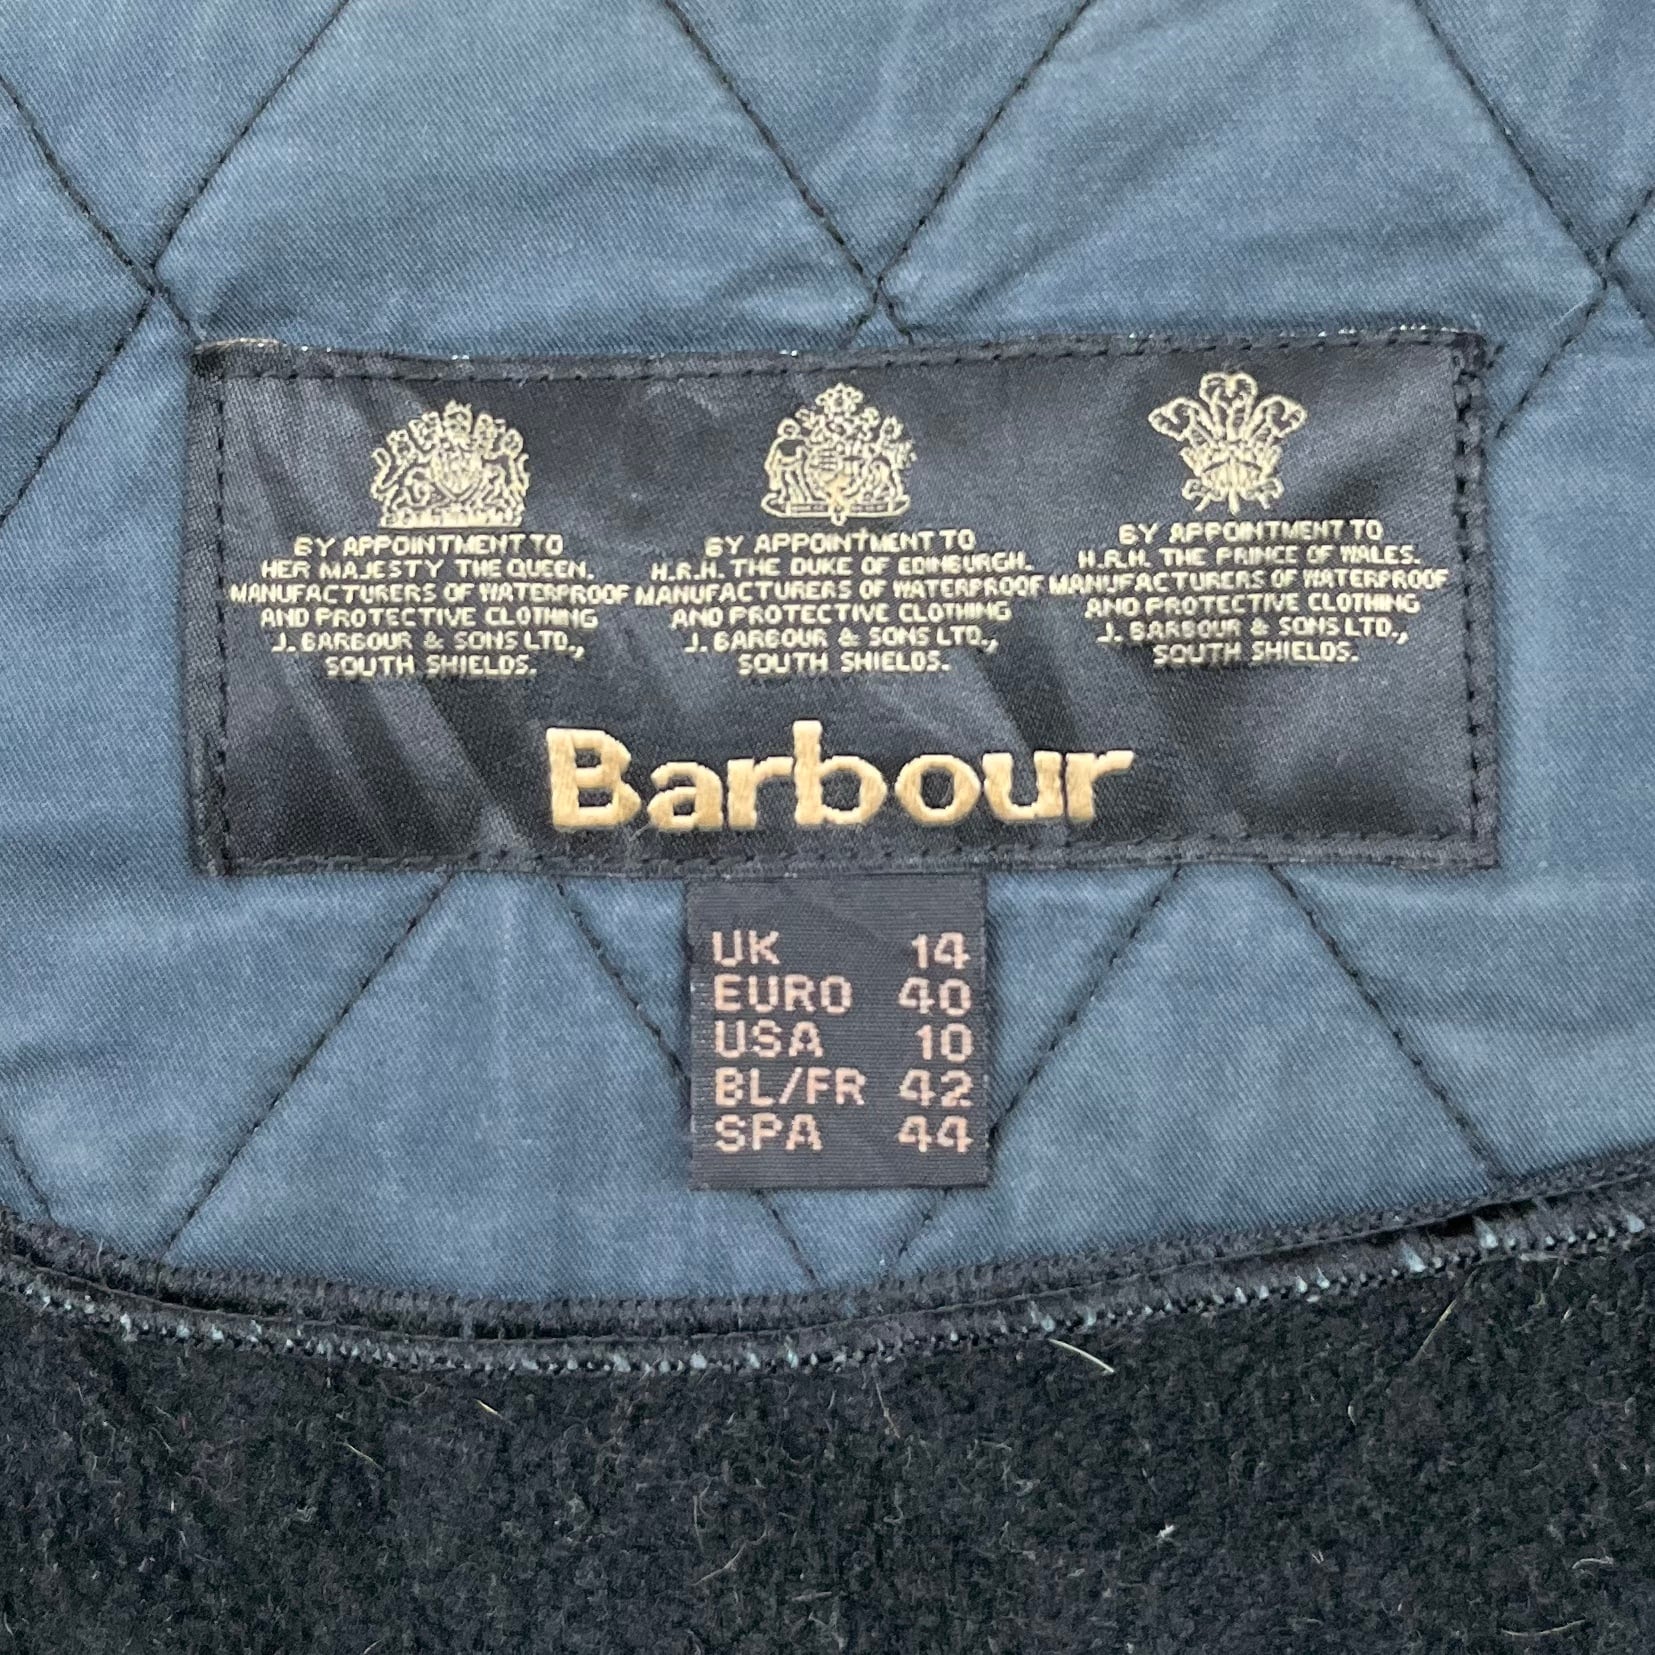 BY APPOINTMENT TO
HER MAJESTY THE QUEEN.
MANUFACTURERS OF WATERPROOF
AND PROTECTIVE CLOTHING
J. BARBOUR & SONS LTD.,
SOUTH SHIELDS.
BY APPOINTMENT TO
H.R.H. THE DUKE OF EDINBURGH.
MANUFACTURERS OF WATERPROOF
AND PROTECTIVE CLOTHING
J. BARBOUR & SONS LTD.,
SOUTH SHIELDS.
BY APPOINTMENT TO
H.R.H. THE PRINCE OF WALES.
MANUFACTURERS OF WATERPROOF
AND PROTECTIVE CLOTHING
J. BARBOUR & SONS LTD.,
SOUTH SHIELDS.
Barbour
UK 14
EURO 40
USA 10
BL/FR 42
SPA 44